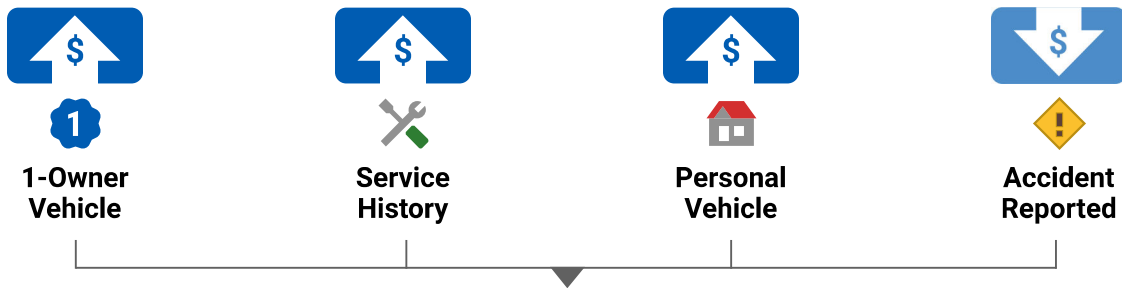 $
$
$
$
1
!
1-Owner
Vehicle
Service
History
Personal
Vehicle
Accident
Reported